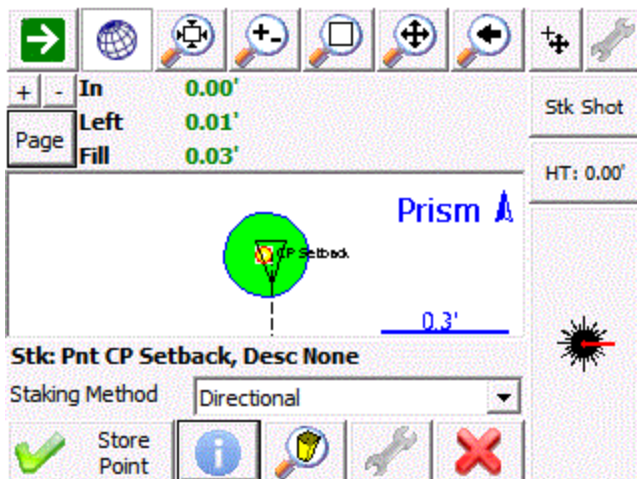 + - In 0.00'
Left 0.01'
Page
Fill 0.03'
Stk Shot
HT: 0.00'
Prism
CP Setback
0.3'
Stk: Pnt CP Setback, Desc None
Staking Method Directional
Store
Point